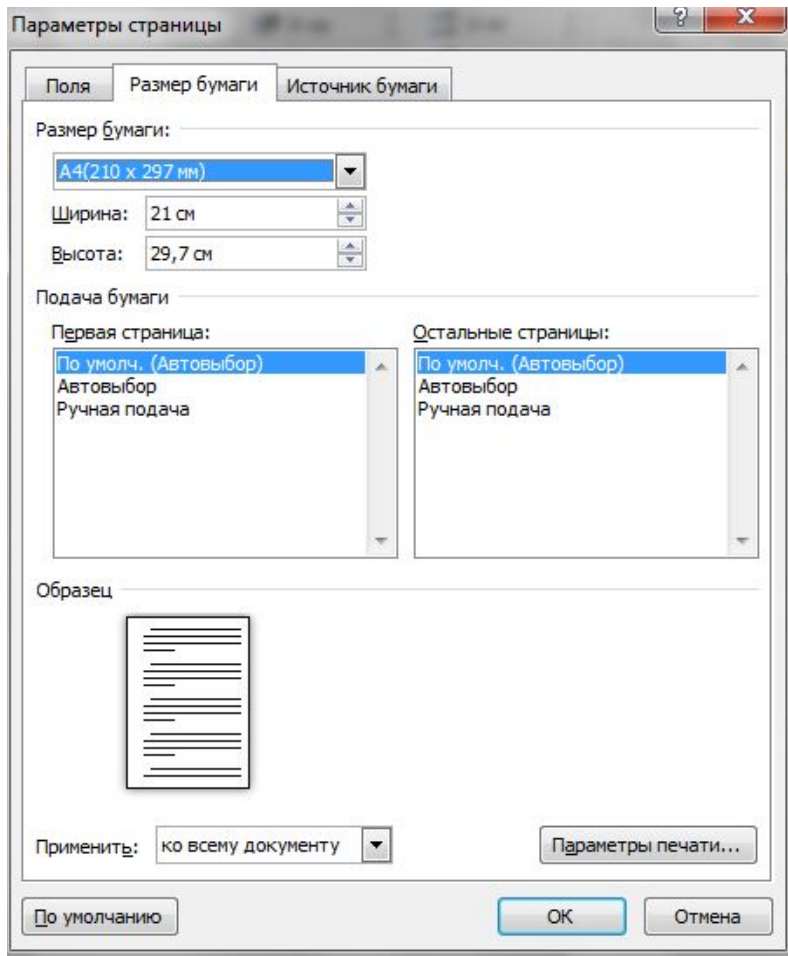 Параметры страницы
Поля Размер бумаги Источник бумаги
Размер бумаги:
A4(210 x 297 мм)
Ширина: 21 см
Высота: 29,7 см
Подача бумаги
Первая страница: Остальные страницы:
По умолч. (Автовыбор) По умолч. (Автовыбор)
Автовыбор Автовыбор
Ручная подача Ручная подача
Образец
Применить: ко всему документу Параметры печати...
По умолчанию ОК Отмена